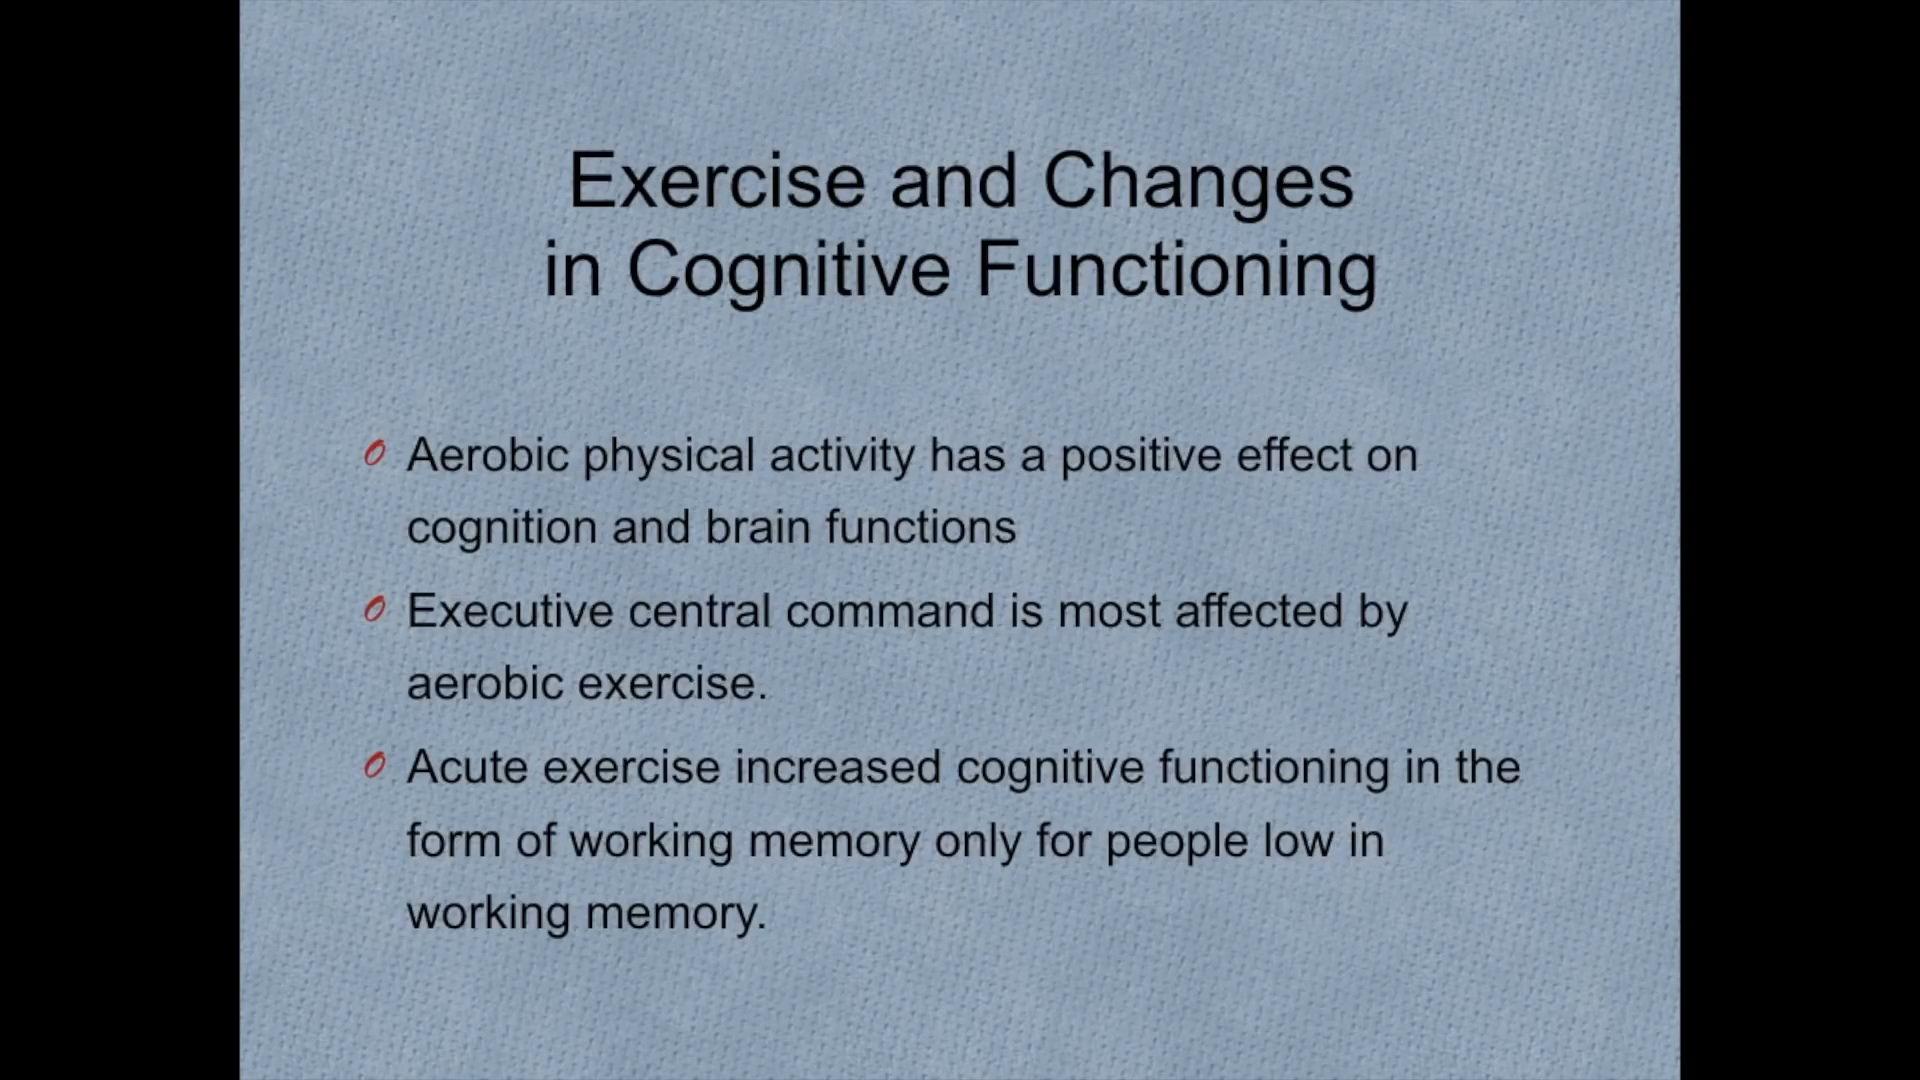 Exercise and Changes
in Cognitive Functioning
Aerobic physical activity has a positive effect on
cognition and brain functions
Executive central command is most affected by
aerobic exercise.
Acute exercise increased cognitive functioning in the
form of working memory only for people low in
working memory.